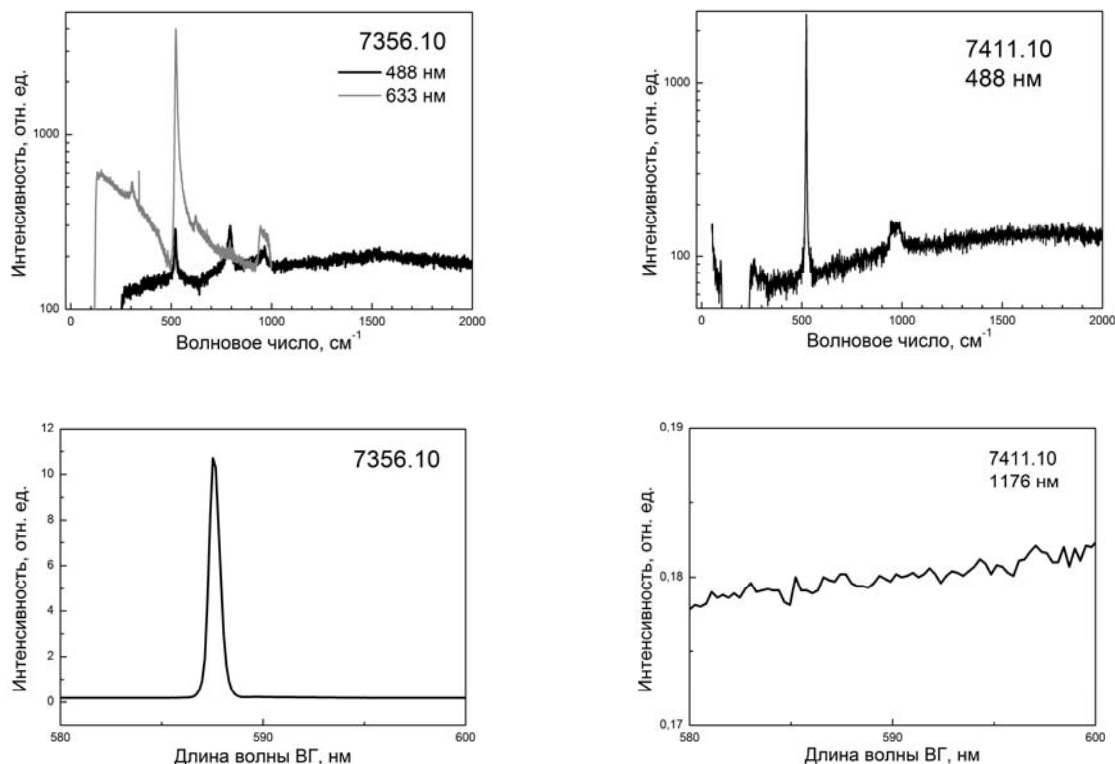 Интенсивность, отн. ед.
1000
100
7356.10
488 нм
633 нм
0 500 1000 1500 2000
Волновое число, см-1
Интенсивность, отн. ед.
1000
100
7411.10
488 нм
0 500 1000 1500 2000
Волновое число, см-1
Интенсивность, отн. ед.
12
10
8
6
4
2
0
7356.10
580 590 600
Длина волны ВГ, нм
Интенсивность, отн. ед.
0,19
0,18
0,17
7411.10
1176 нм
580 590 600
Длина волны ВГ, нм